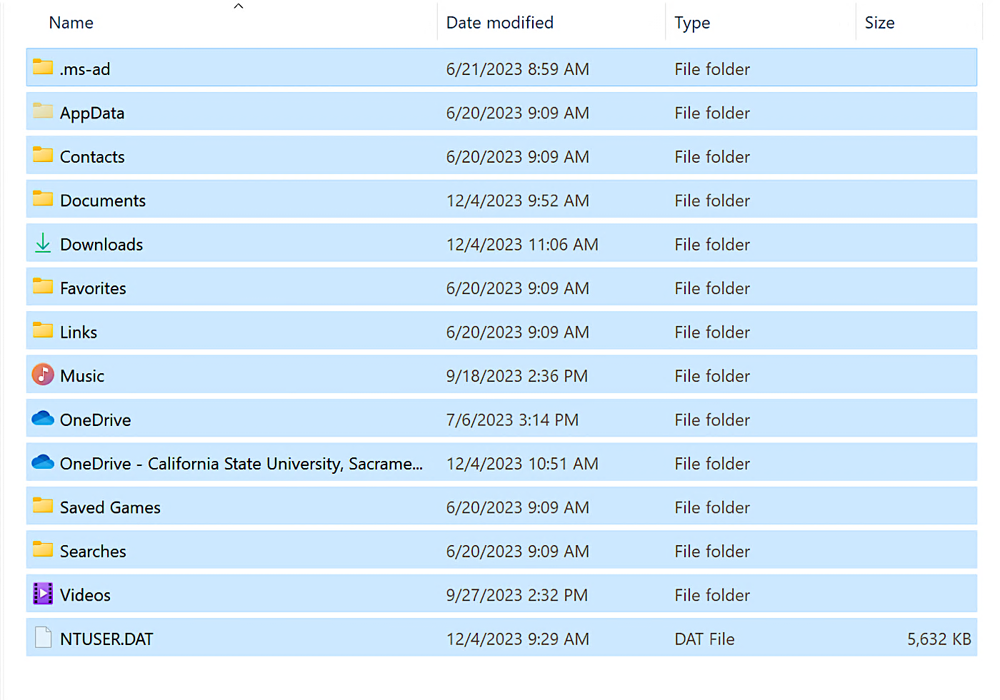 Name Date modified Type Size
.ms-ad 6/21/2023 8:59 AM File folder
AppData 6/20/2023 9:09 AM File folder
Contacts 6/20/2023 9:09 AM File folder
Documents 12/4/2023 9:52 AM File folder
Downloads 12/4/2023 11:06 AM File folder
Favorites 6/20/2023 9:09 AM File folder
Links 6/20/2023 9:09 AM File folder
Music 9/18/2023 2:36 PM File folder
OneDrive 7/6/2023 3:14 PM File folder
OneDrive - California State University, Sacrame... 12/4/2023 10:51 AM File folder
Saved Games 6/20/2023 9:09 AM File folder
Searches 6/20/2023 9:09 AM File folder
Videos 9/27/2023 2:32 PM File folder
NTUSER.DAT 12/4/2023 9:29 AM DAT File 5,632 KB